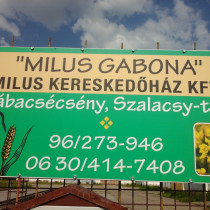 "MILUS GABONA"
MILUS KERESKEDŐHÁZ KFT
ábacsécsény, Szalacsy-t
96/273-946
06 30/414-7408